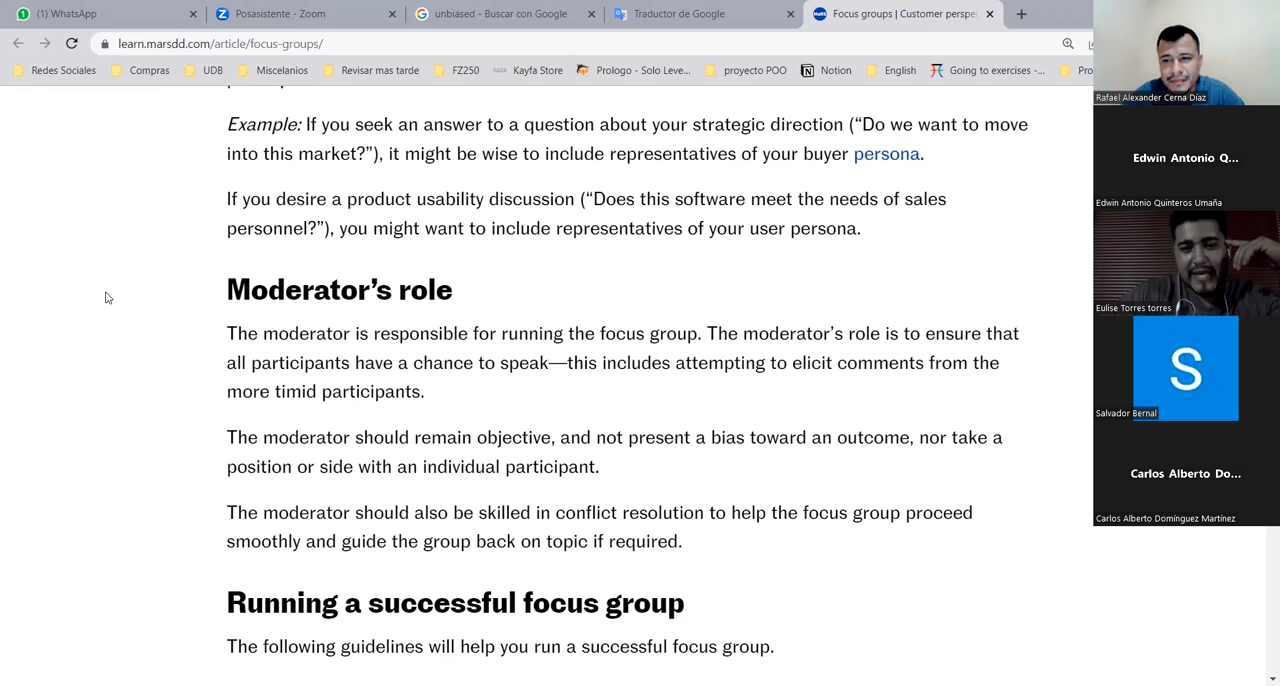 (1) WhatsApp
Posasistente - Zoom
unbiased - Buscar con Google
Traductor de Google
Focus groups | Customer perspe
learn.marsdd.com/article/focus-groups/
Redes Sociales
Compras
UDB
Miscelanios
Revisar mas tarde
FZ250
Kayfa Store
Prologo - Solo Leve...
proyecto POO
Notion
English
Going to exercises -...
Pro
Example: If you seek an answer to a question about your strategic direction (“Do we want to move
into this market?”), it might be wise to include representatives of your buyer persona.
If you desire a product usability discussion (“Does this software meet the needs of sales
personnel?”), you might want to include representatives of your user persona.
Moderator’s role
The moderator is responsible for running the focus group. The moderator’s role is to ensure that
all participants have a chance to speak—this includes attempting to elicit comments from the
more timid participants.
The moderator should remain objective, and not present a bias toward an outcome, nor take a
position or side with an individual participant.
The moderator should also be skilled in conflict resolution to help the focus group proceed
smoothly and guide the group back on topic if required.
Running a successful focus group
The following guidelines will help you run a successful focus group.
Rafael Alexander Cerna Díaz
Edwin Antonio Q...
Edwin Antonio Quinteros Umaña
Eulise Torres torres
S
Salvador Bernal
Carlos Alberto Do...
Carlos Alberto Domínguez Martínez